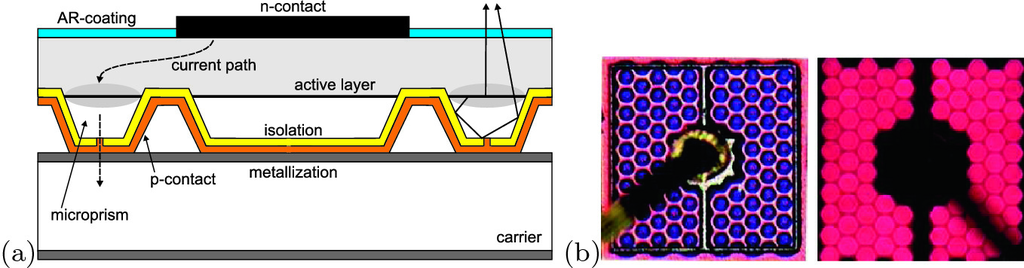 n-contact
AR-coating
current path
active layer
isolation
p-contact
metallization
microprism
carrier
(a)
(b)